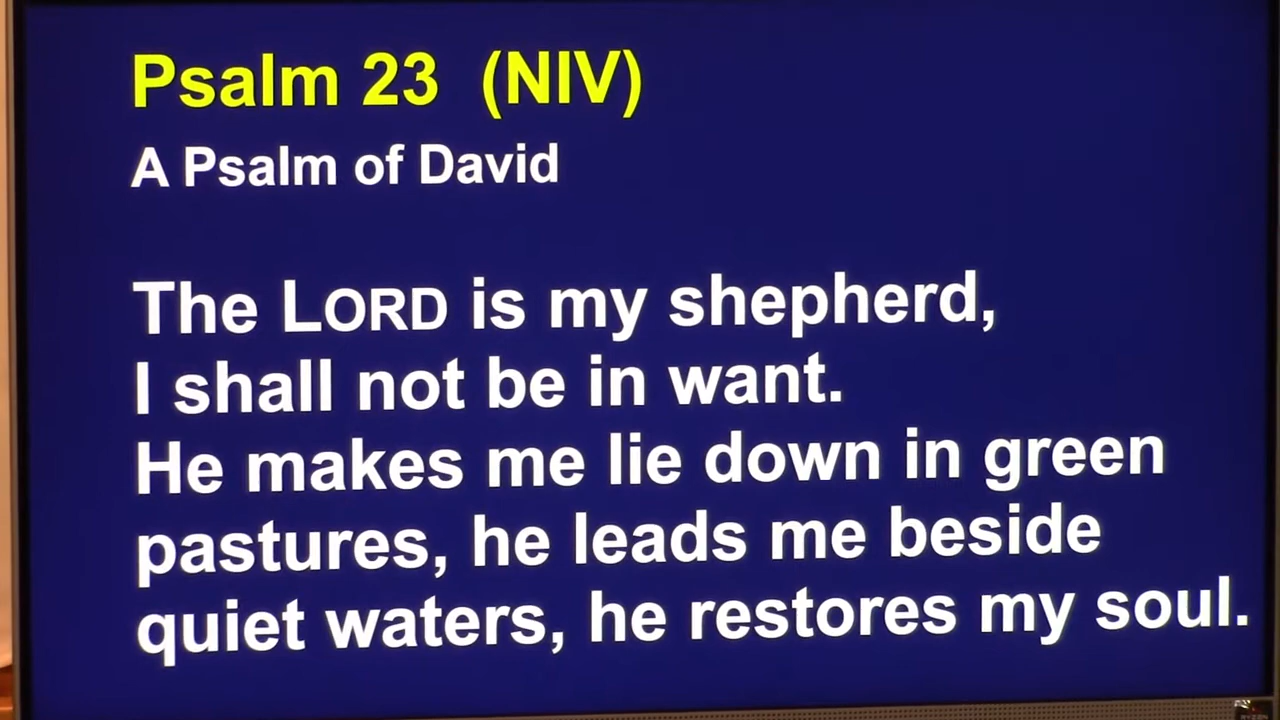 Psalm 23 (NIV)
A Psalm of David
The LORD is my shepherd,
I shall not be in want.
He makes me lie down in green
pastures, he leads me beside
quiet waters, he restores my soul.